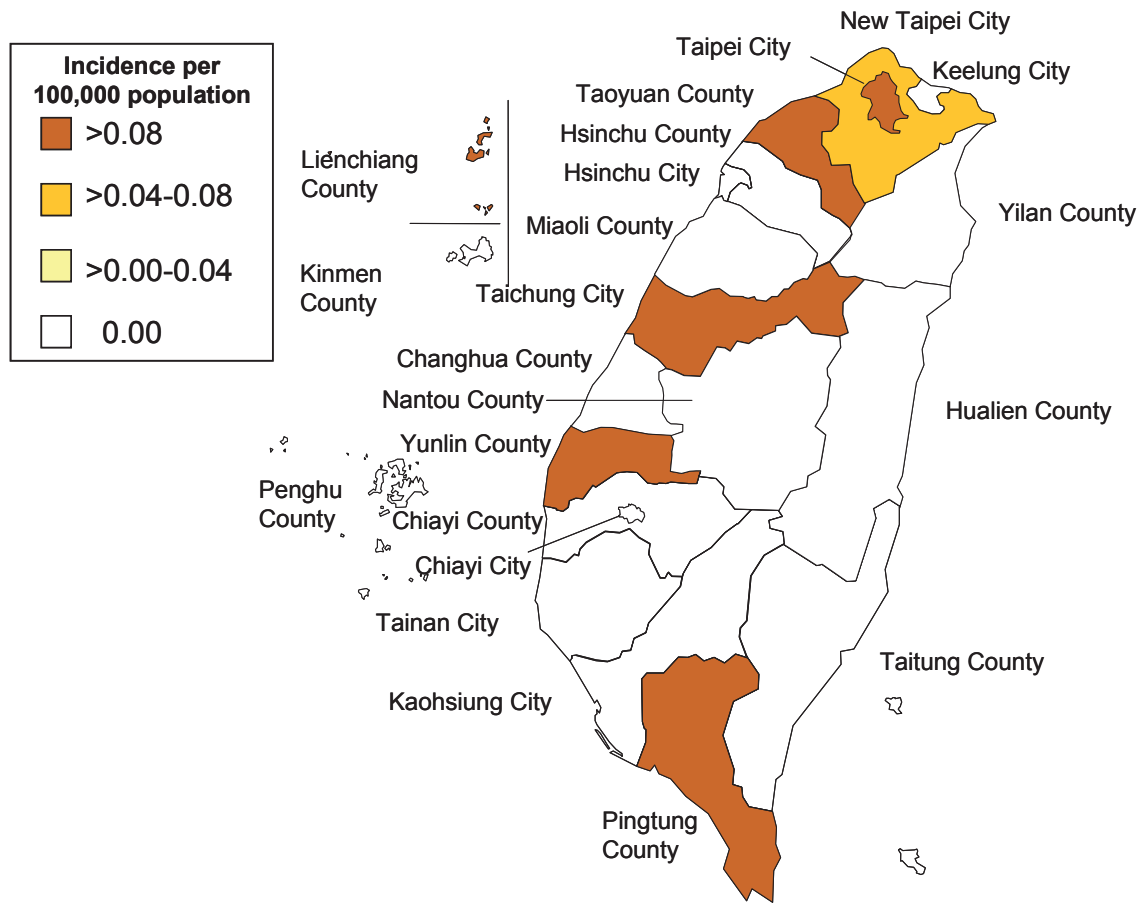 Incidence per
100,000 population
>0.08
>0.04-0.08
>0.00-0.04
0.00
New Taipei City
Taipei City
Keelung City
Taoyuan County
Hsinchu County
Hsinchu City
Lienchiang
County
Yilan County
Miaoli County
Kinmen
County
Taichung City
Changhua County
Nantou County
Hualien County
Yunlin County
Penghu
County
Chiayi County
Chiayi City
Tainan City
Taitung County
Kaohsiung City
Pingtung
County